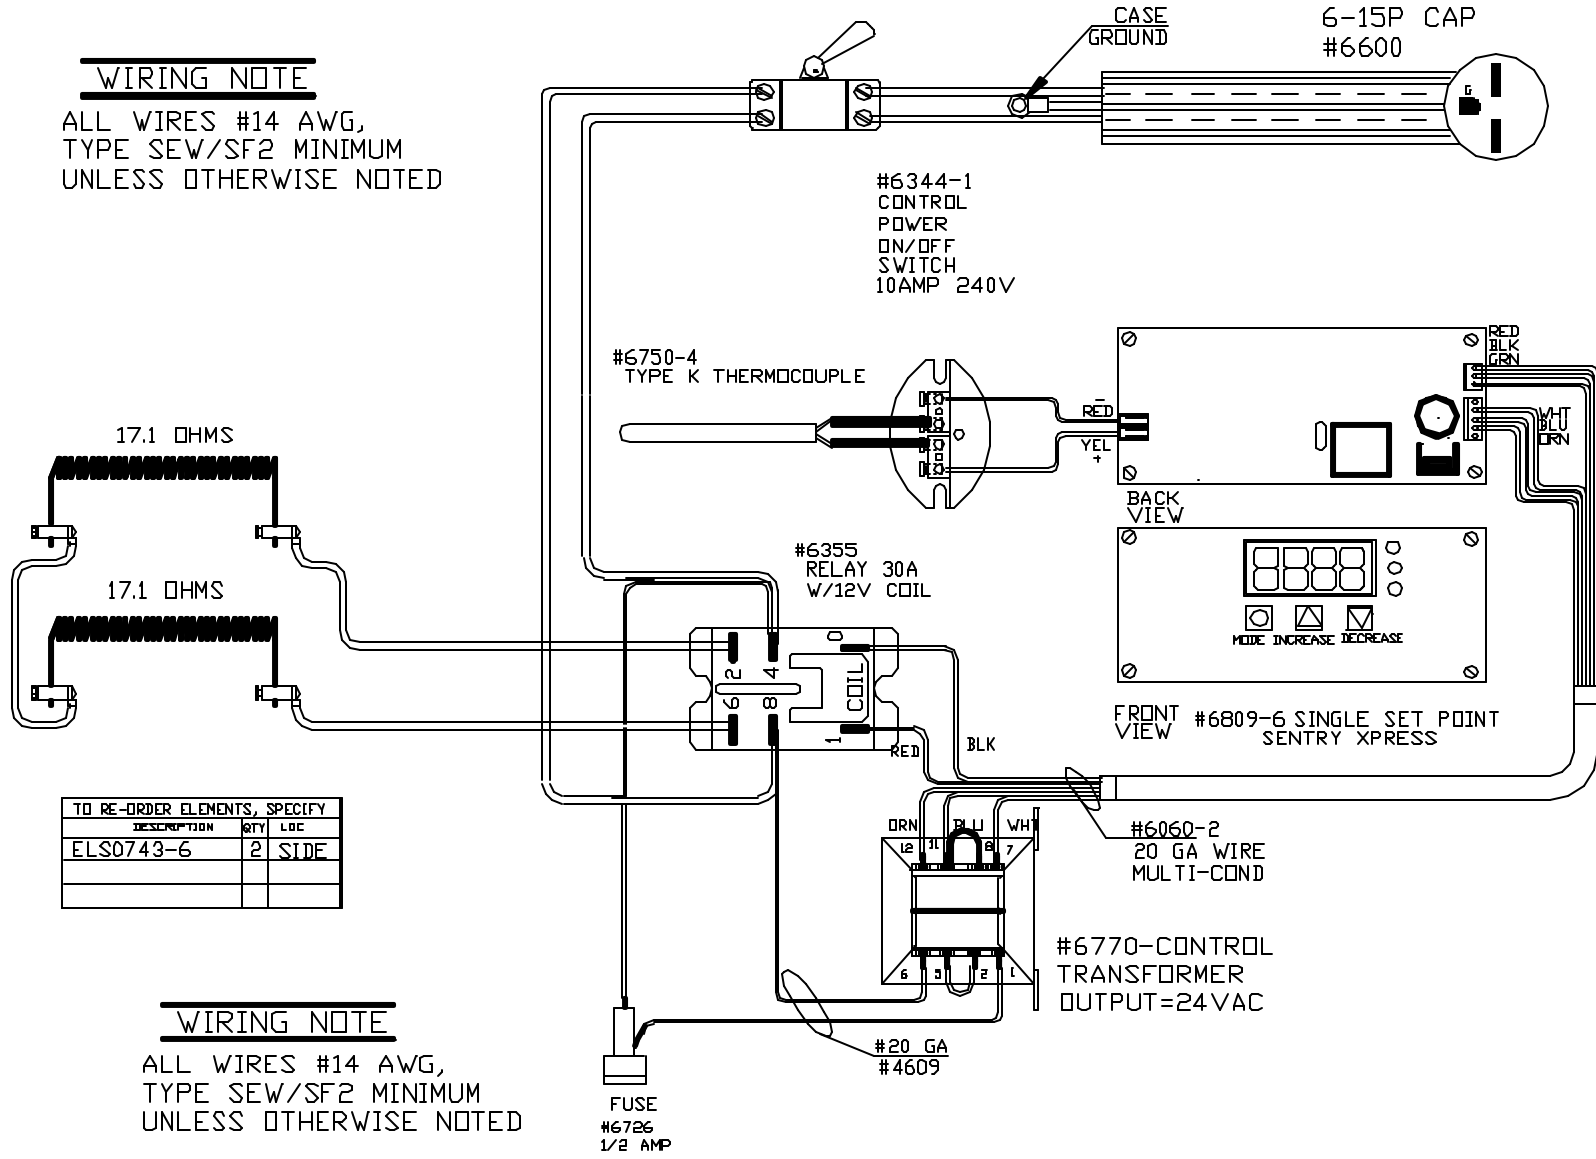 WIRING NOTE
ALL WIRES #14 AWG,
TYPE SEW/SF2 MINIMUM
UNLESS OTHERWISE NOTED
CASE
GROUND
6-15P CAP
#6600
G
#6344-1
CONTROL
POWER
ON/OFF
SWITCH
10AMP 240V
#6750-4
TYPE K THERMOCOUPLE
-
RED
YEL
+
RED
BLK
GRN
WHT
BLU
ORN
BACK
VIEW
17.1 OHMS
17.1 OHMS
#6355
RELAY 30A
W/12V COIL
2
4
6
8
COIL
1
RED
BLK
MODE INCREASE DECREASE
FRONT
VIEW
#6809-6 SINGLE SET POINT
SENTRY XPRESS
TO RE-ORDER ELEMENTS, SPECIFY
DESCRIPTION QTY LOC
ELS0743-6 2 SIDE
ORN BLU WHT
12 11 8 7
6 5 2 1
#6060-2
20 GA WIRE
MULTI-COND
#6770-CONTROL
TRANSFORMER
OUTPUT=24VAC
WIRING NOTE
ALL WIRES #14 AWG,
TYPE SEW/SF2 MINIMUM
UNLESS OTHERWISE NOTED
#20 GA
#4609
FUSE
#6726
1/2 AMP